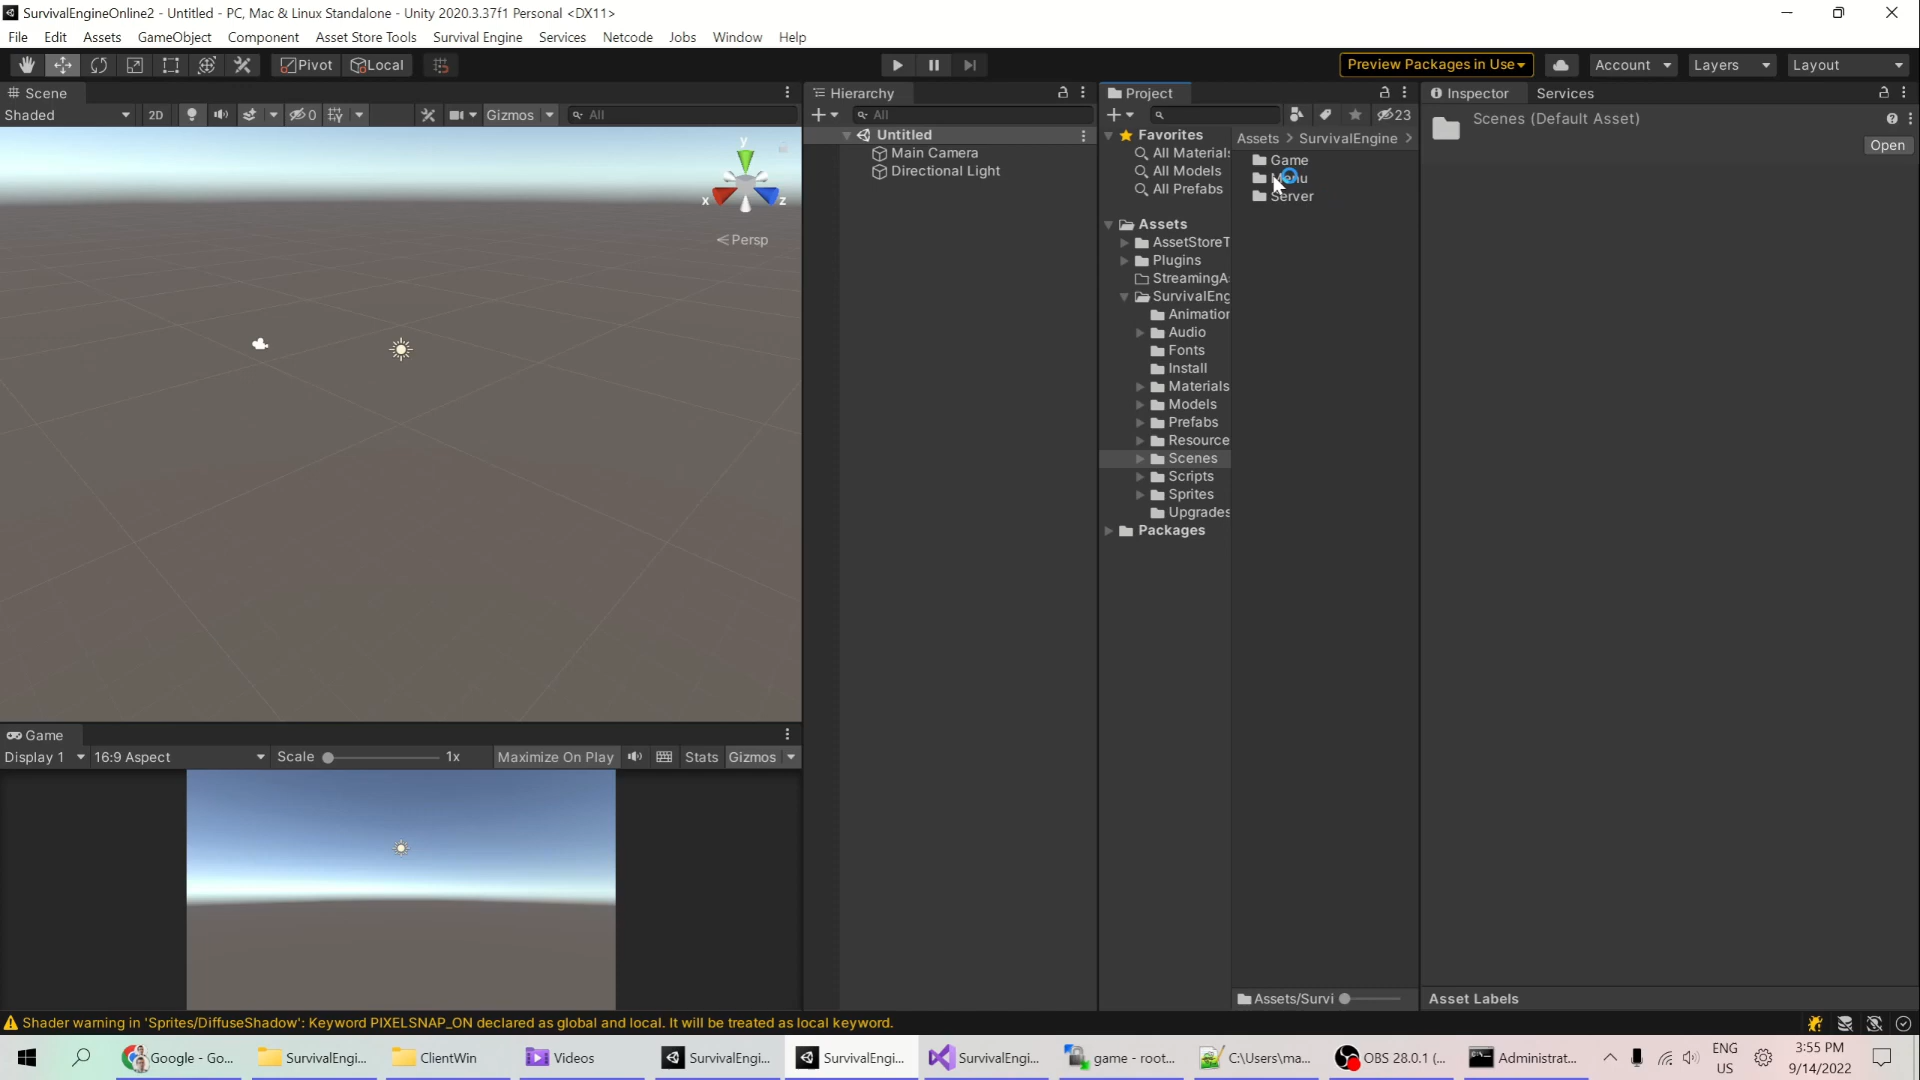 SurvivalEngineOnline2 - Untitled - PC, Mac & Linux Standalone - Unity 2020.3.37f1 Personal <DX11>
File Edit Assets GameObject Component Asset Store Tools Survival Engine Services Netcode Jobs Window Help
Pivot Local Preview Packages in Use Account Layers Layout
Scene
Shaded 2D 0 Gizmos All
y
x z
Persp
Hierarchy
All
Untitled
Main Camera
Directional Light
Project
23
Favorites
All Materials
All Models
All Prefabs
Assets
AssetStoreT
Plugins
StreamingAs
SurvivalEng
Animation
Audio
Fonts
Install
Materials
Models
Prefabs
Resource
Scenes
Scripts
Sprites
Upgrades
Packages
Assets > SurvivalEngine >
Game
Menu
Server
Assets/Survi
Inspector Services
Scenes (Default Asset)
Open
Asset Labels
Game
Display 1 16:9 Aspect Scale 1x Maximize On Play Stats Gizmos
Shader warning in 'Sprites/DiffuseShadow': Keyword PIXELSNAP_ON declared as global and local. It will be treated as local keyword.
Google - Go... SurvivalEngi... ClientWin Videos SurvivalEngi... SurvivalEngi... SurvivalEngi... game - root... C:\Users\ma... OBS 28.0.1 (... Administrat...
ENG
US
3:55 PM
9/14/2022